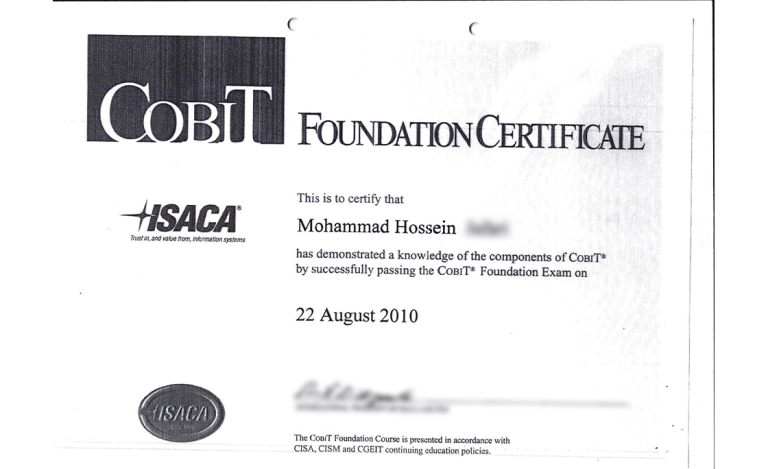 COBIT FOUNDATION CERTIFICATE
ISACA®
Trust in, and value from, information systems
This is to certify that
Mohammad Hossein
has demonstrated a knowledge of the components of COBIT®
by successfully passing the COBIT® Foundation Exam on
22 August 2010
ISACA
The COBIT Foundation Course is presented in accordance with
CISA, CISM and CGEIT continuing education policies.